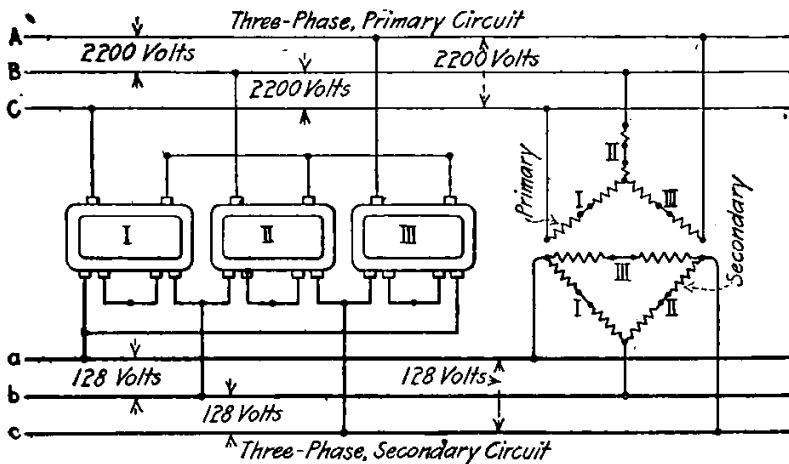 Three-Phase, Primary Circuit
A
2200 Volts
2200 Volts
B
2200 Volts
C
II
Primary
I
III
Secondary
I
II
III
III
I
II
a
128 Volts
128 Volts
b
128 Volts
c
Three-Phase, Secondary Circuit